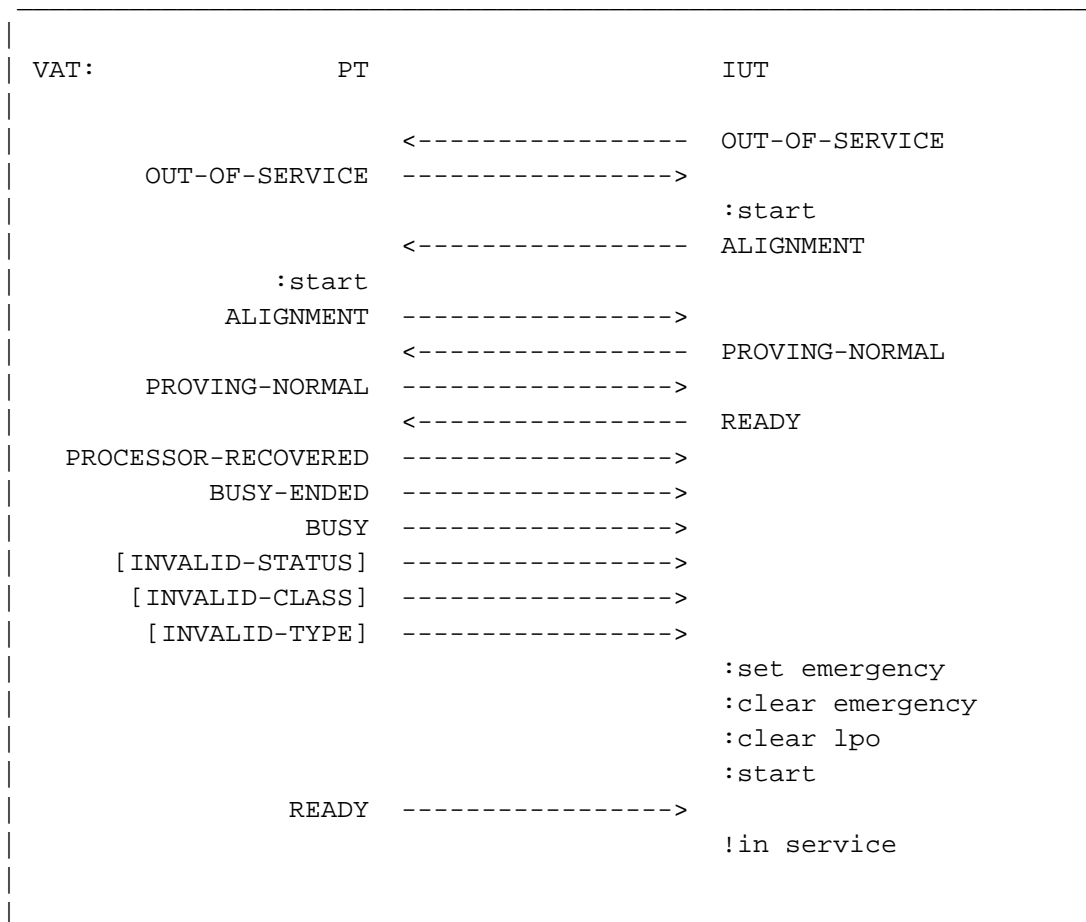 VAT: PT IUT
<----------------- OUT-OF-SERVICE
OUT-OF-SERVICE ----------------->
:start
<----------------- ALIGNMENT
:start
ALIGNMENT ----------------->
<----------------- PROVING-NORMAL
PROVING-NORMAL ----------------->
<----------------- READY
PROCESSOR-RECOVERED ----------------->
BUSY-ENDED ----------------->
BUSY ----------------->
[INVALID-STATUS] ----------------->
[INVALID-CLASS] ----------------->
[INVALID-TYPE] ----------------->
:set emergency
:clear emergency
:clear lpo
:start
READY ----------------->
!in service